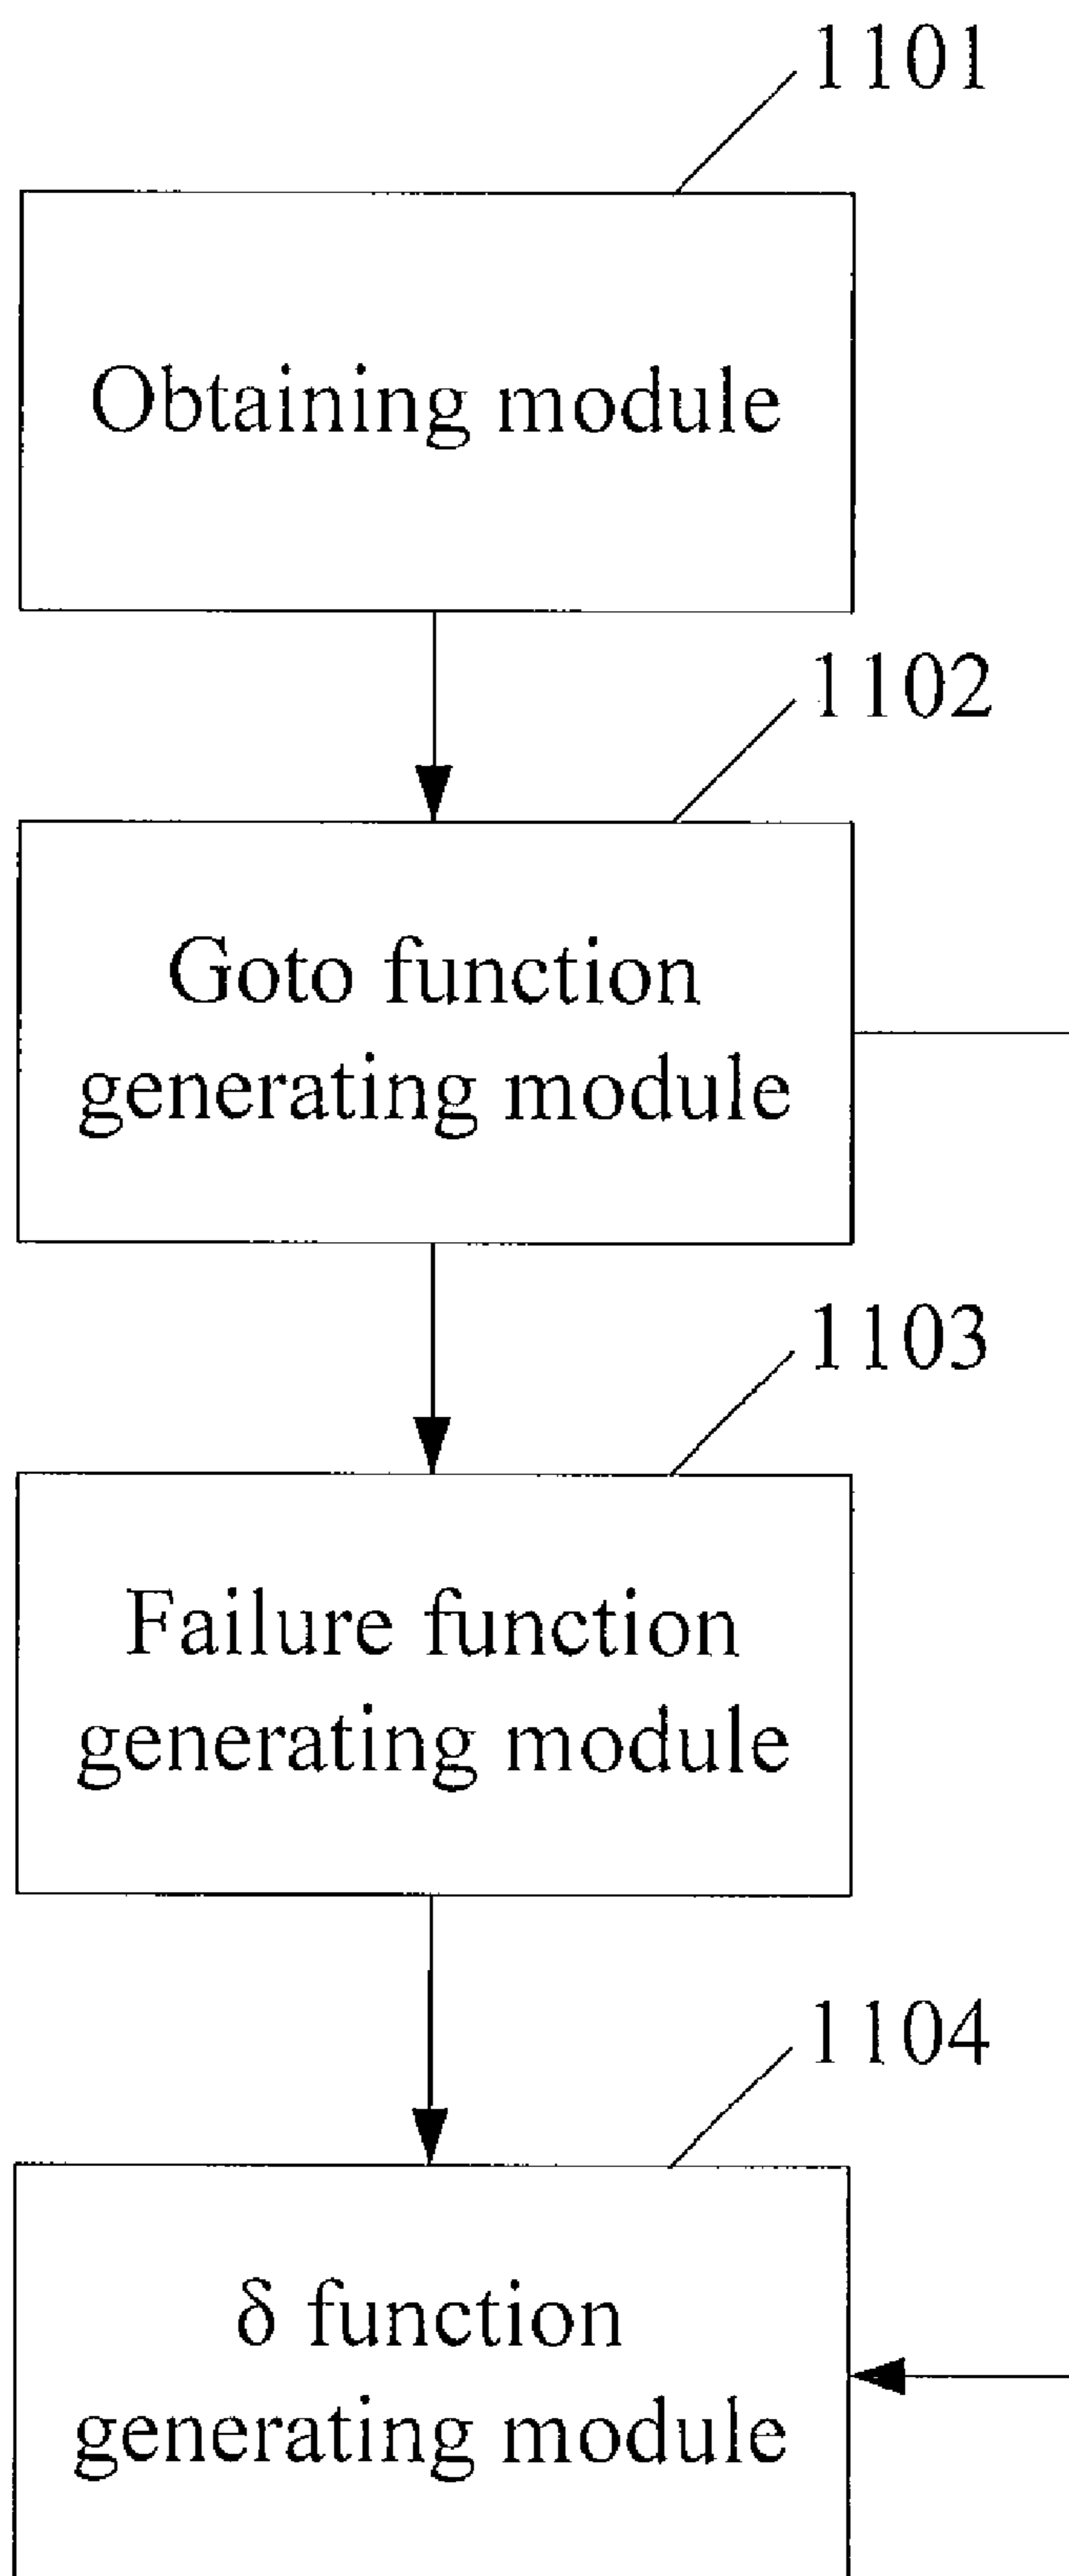 1101
Obtaining module
1102
Goto function
generating module
1103
Failure function
generating module
1104
δ function
generating module